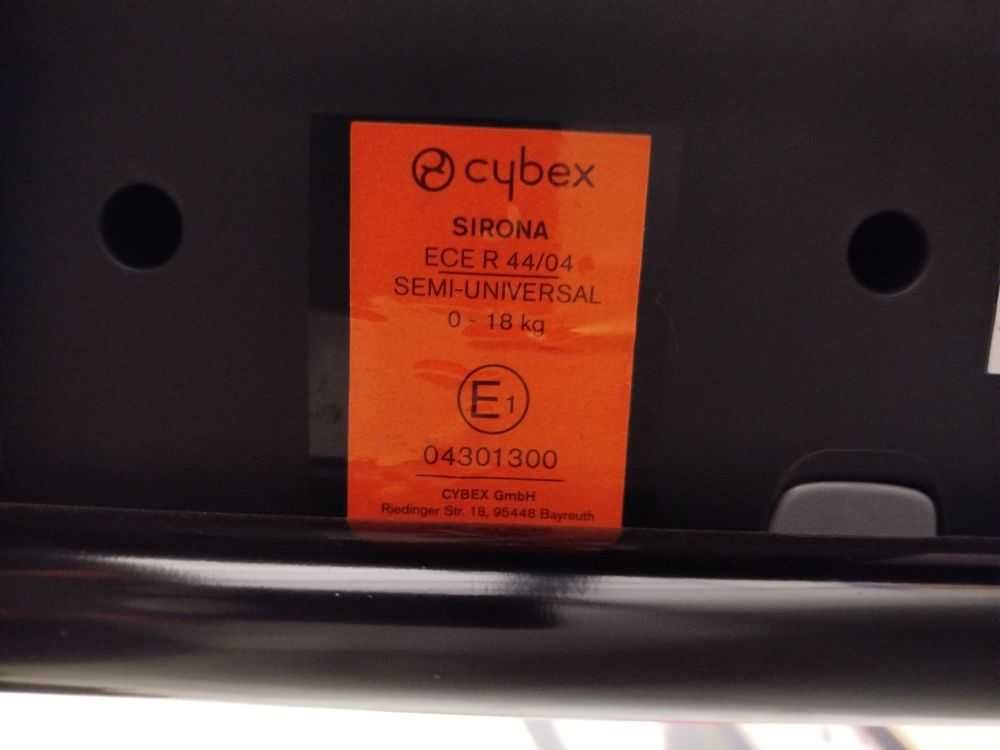 cybex
SIRONA
ECE R 44/04
SEMI-UNIVERSAL
0 - 18 kg
E1
04301300
CYBEX GmbH
Riedinger Str. 18, 95448 Bayreuth